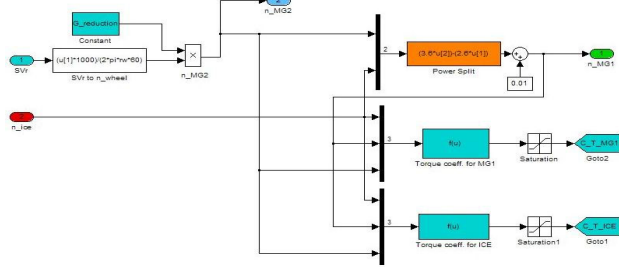 2
n_MG2
G_reduction
Constant
1
SVr
(u[1]*1000)/(2*pi*rw*60)
SVr to n_wheel
×
n_MG2
2
(3.6*u[2])-(2.6*u[1])
Power Split
+
+
0.01
1
n_MG1
2
n_ice
3
f(u)
Torque coeff. for MG1
Saturation
C_T_MG1
Goto2
3
f(u)
Torque coeff. for ICE
Saturation1
C_T_ICE
Goto1